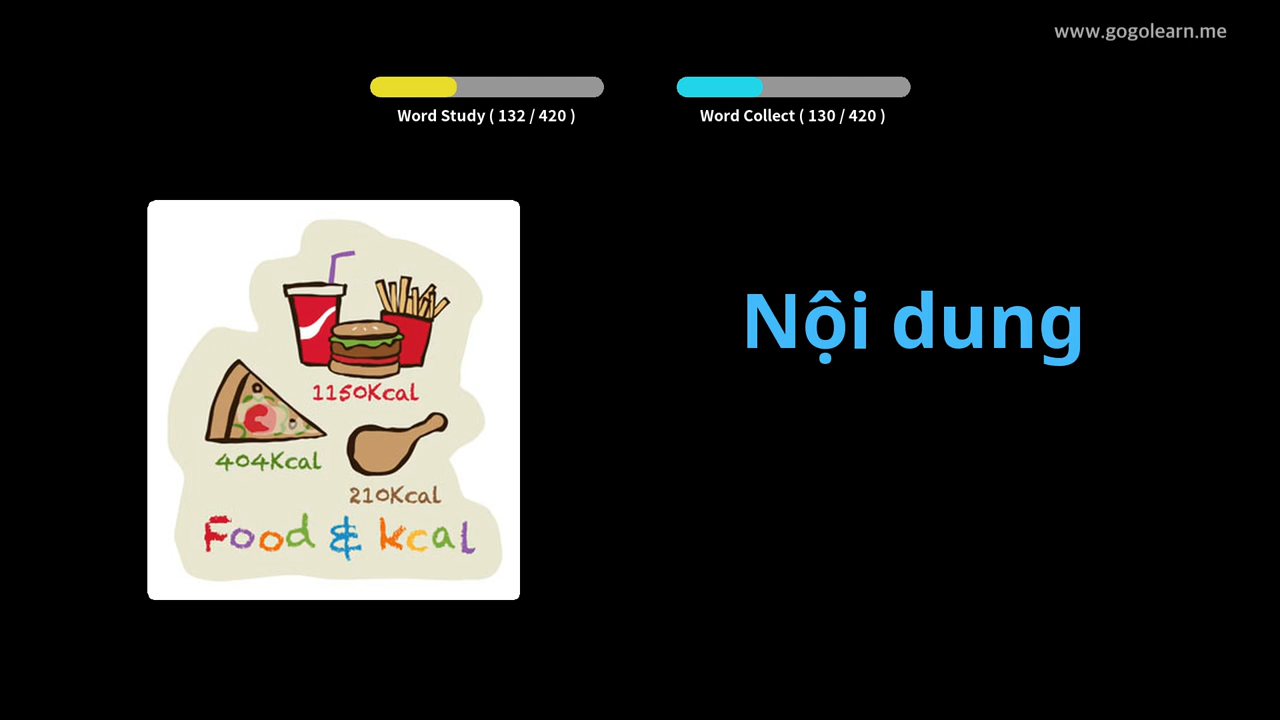 www.gogolearn.me
Word Study ( 132 / 420 )
Word Collect ( 130 / 420 )
1150Kcal
404Kcal
210Kcal
Food & kcal
Nội dung